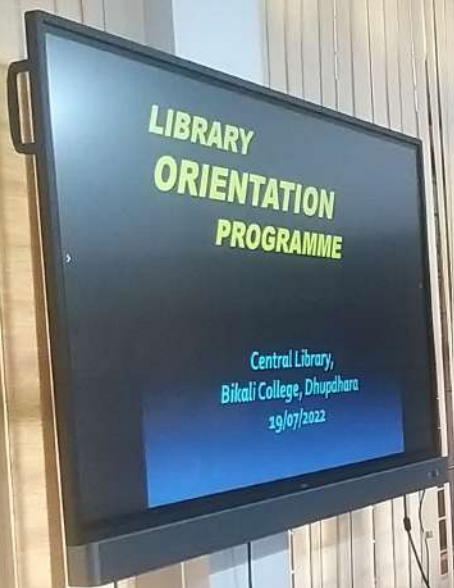 LIBRARY
ORIENTATION
PROGRAMME
Central Library,
Bikali College, Dhupdhara
19/07/2022